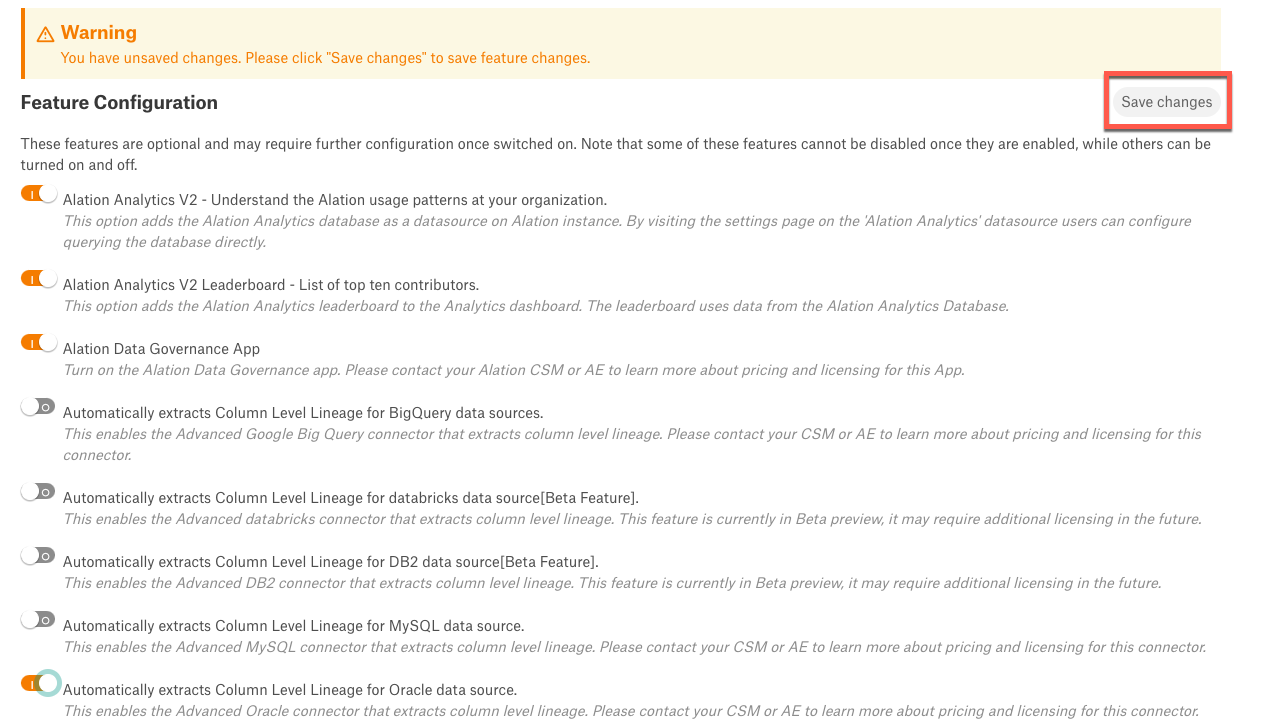 Warning
You have unsaved changes. Please click "Save changes" to save feature changes.
Feature Configuration
Save changes
These features are optional and may require further configuration once switched on. Note that some of these features cannot be disabled once they are enabled, while others can be
turned on and off.
Alation Analytics V2 - Understand the Alation usage patterns at your organization.
This option adds the Alation Analytics database as a datasource on Alation instance. By visiting the settings page on the 'Alation Analytics' datasource users can configure
querying the database directly.
Alation Analytics V2 Leaderboard - List of top ten contributors.
This option adds the Alation Analytics leaderboard to the Analytics dashboard. The leaderboard uses data from the Alation Analytics Database.
Alation Data Governance App
Turn on the Alation Data Governance app. Please contact your Alation CSM or AE to learn more about pricing and licensing for this App.
Automatically extracts Column Level Lineage for BigQuery data sources.
This enables the Advanced Google Big Query connector that extracts column level lineage. Please contact your CSM or AE to learn more about pricing and licensing for this
connector.
Automatically extracts Column Level Lineage for databricks data source[Beta Feature].
This enables the Advanced databricks connector that extracts column level lineage. This feature is currently in Beta preview, it may require additional licensing in the future.
Automatically extracts Column Level Lineage for DB2 data source[Beta Feature].
This enables the Advanced DB2 connector that extracts column level lineage. This feature is currently in Beta preview, it may require additional licensing in the future.
Automatically extracts Column Level Lineage for MySQL data source.
This enables the Advanced MySQL connector that extracts column level lineage. Please contact your CSM or AE to learn more about pricing and licensing for this connector.
Automatically extracts Column Level Lineage for Oracle data source.
This enables the Advanced Oracle connector that extracts column level lineage. Please contact your CSM or AE to learn more about pricing and licensing for this connector.